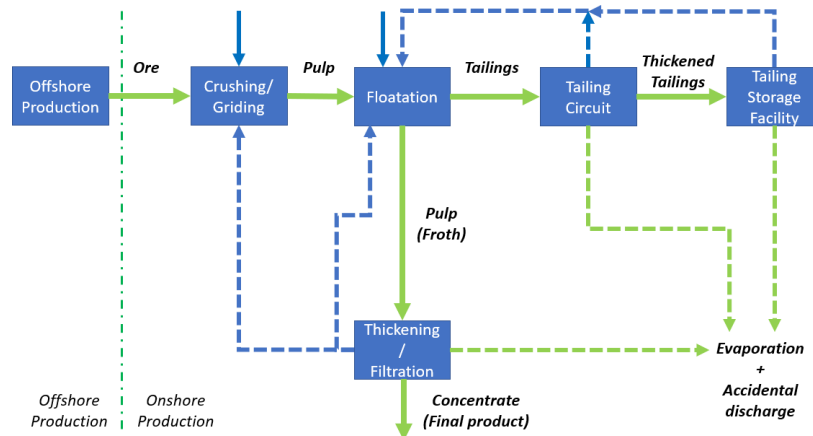 Offshore
Production
Ore
Crushing/
Griding
Pulp
Floatation
Tailings
Tailing
Circuit
Thickened
Tailings
Tailing
Storage
Facility
Pulp
(Froth)
Thickening
/
Filtration
Evaporation
+
Accidental
discharge
Concentrate
(Final product)
Offshore
Production
Onshore
Production